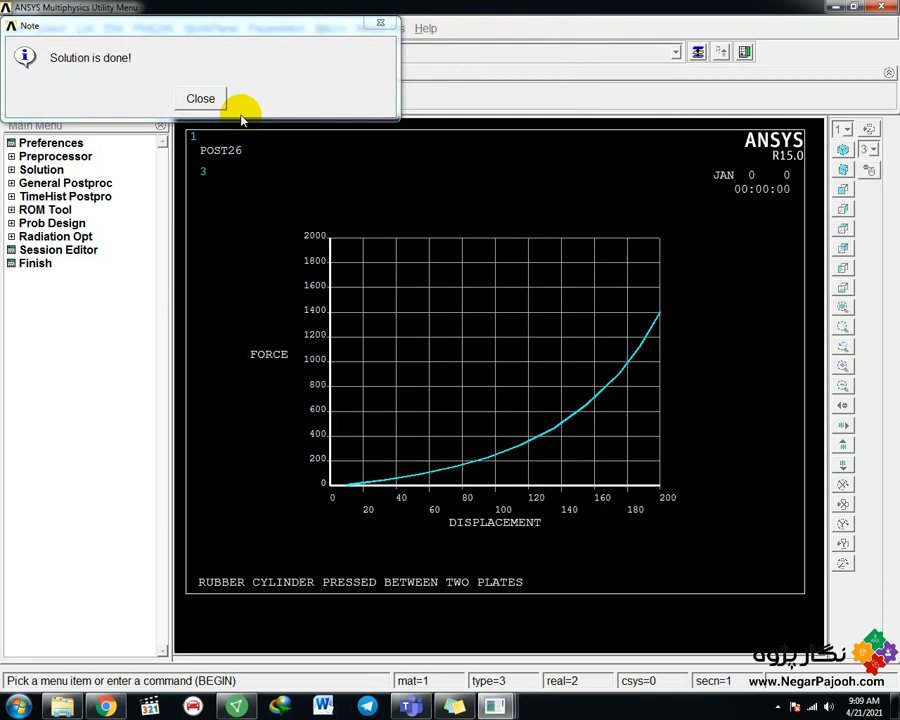 ANSYS Multiphysics Utility Menu
Note
Help
Solution is done!
Close
Main Menu
Preferences
Preprocessor
Solution
General Postproc
TimeHist Postpro
ROM Tool
Prob Design
Radiation Opt
Session Editor
Finish
1
POST26
3
ANSYS
R15.0
JAN 0 0
00:00:00
2000
1800
1600
1400
1200
1000
800
600
400
200
0
FORCE
0 40 80 120 160 200
20 60 100 140 180
DISPLACEMENT
RUBBER CYLINDER PRESSED BETWEEN TWO PLATES
1
3
نگار پژوه
www.NegarPajooh.com
Pick a menu item or enter a command (BEGIN)
mat=1
type=3
real=2
csys=0
secn=1
321
9:09 AM
4/21/2021